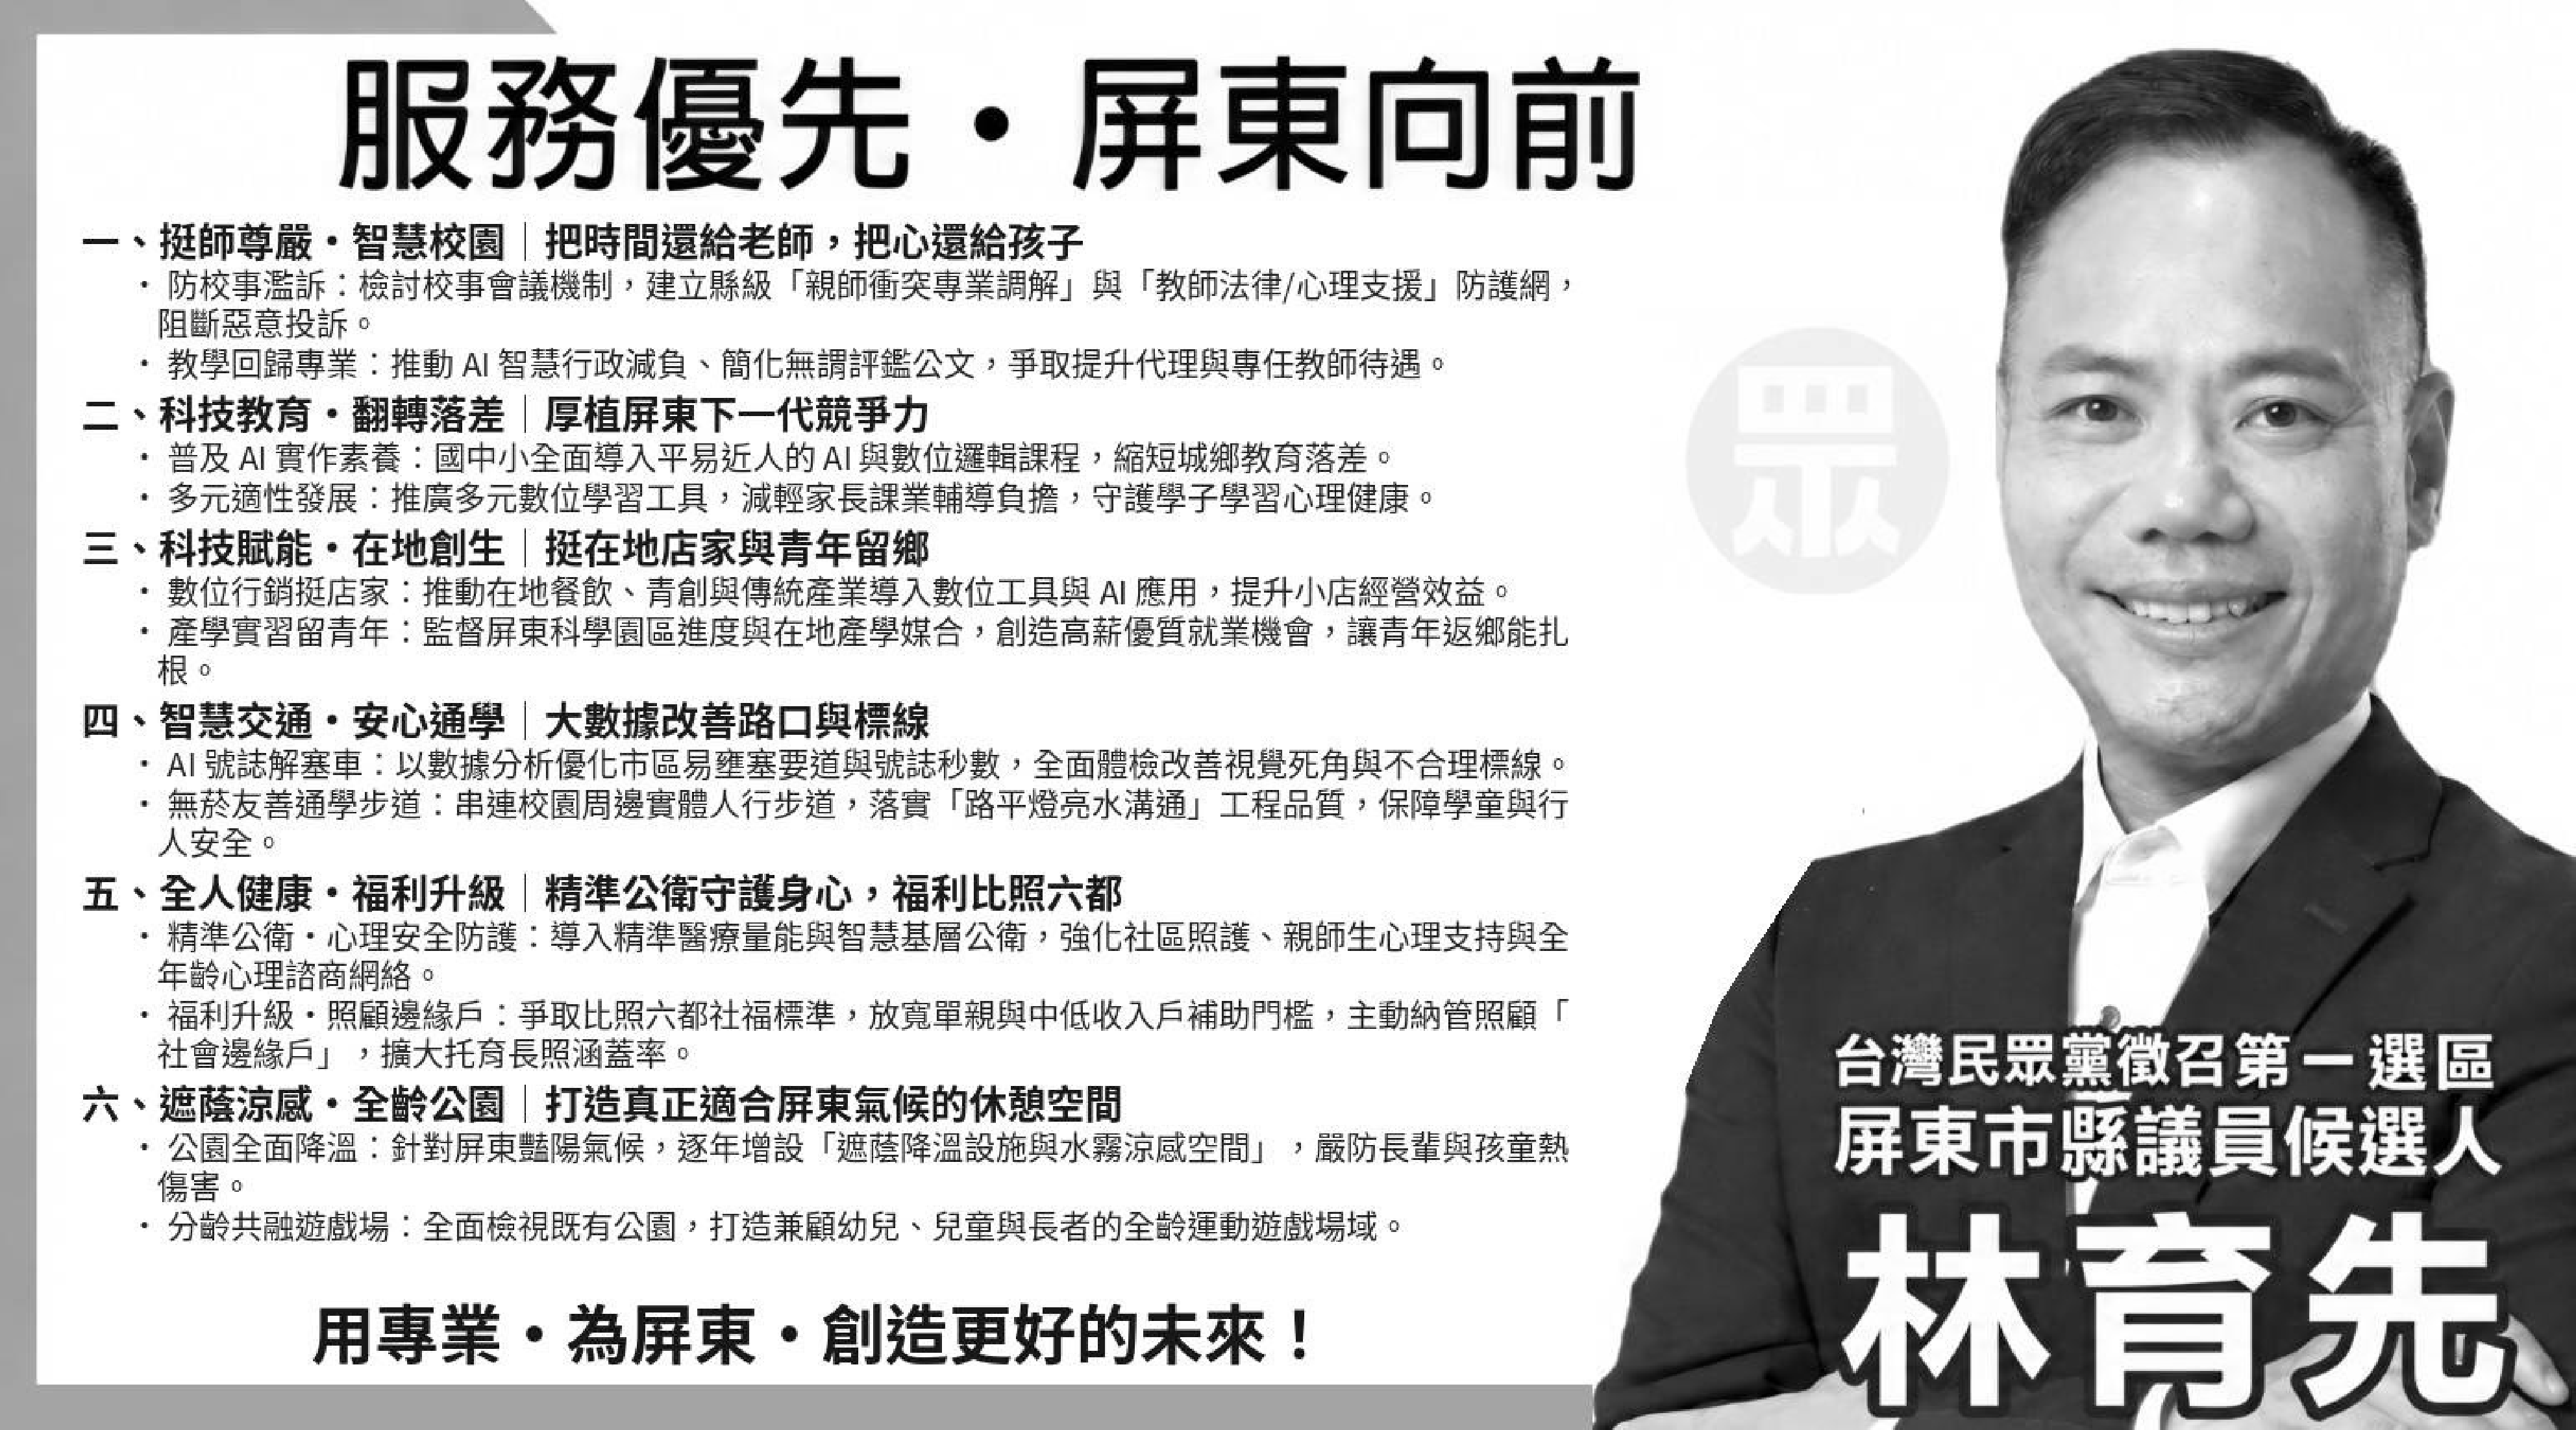 服務優先・屏東向前
一、挺師尊嚴・智慧校園｜把時間還給老師，把心還給孩子
・防校事濫訴：檢討校事會議機制，建立縣級「親師衝突專業調解」與「教師法律/心理支援」防護網，
阻斷惡意投訴。
・教學回歸專業：推動 AI 智慧行政減負、簡化無謂評鑑公文，爭取提升代理與專任教師待遇。
二、科技教育・翻轉落差｜厚植屏東下一代競爭力
・普及 AI 實作素養：國中小全面導入平易近人的 AI 與數位邏輯課程，縮短城鄉教育落差。
・多元適性發展：推廣多元數位學習工具，減輕家長課業輔導負擔，守護學子學習心理健康。
三、科技賦能・在地創生｜挺在地店家與青年留鄉
・數位行銷挺店家：推動在地餐飲、青創與傳統產業導入數位工具與 AI 應用，提升小店經營效益。
・產學實習留青年：監督屏東科學園區進度與在地產學媒合，創造高薪優質就業機會，讓青年返鄉能扎
根。
四、智慧交通・安心通學｜大數據改善路口與標線
・AI 號誌解塞車：以數據分析優化市區易壅塞要道與號誌秒數，全面體檢改善視覺死角與不合理標線。
・無菸友善通學步道：串連校園周邊實體人行步道，落實「路平燈亮水溝通」工程品質，保障學童與行
人安全。
五、全人健康・福利升級｜精準公衛守護身心，福利比照六都
・精準公衛・心理安全防護：導入精準醫療量能與智慧基層公衛，強化社區照護、親師生心理支持與全
年齡心理諮商網絡。
・福利升級・照顧邊緣戶：爭取比照六都社福標準，放寬單親與中低收入戶補助門檻，主動納管照顧「
社會邊緣戶」，擴大托育長照涵蓋率。
六、遮蔭涼感・全齡公園｜打造真正適合屏東氣候的休憩空間
・公園全面降溫：針對屏東豔陽氣候，逐年增設「遮蔭降溫設施與水霧涼感空間」，嚴防長輩與孩童熱
傷害。
・分齡共融遊戲場：全面檢視既有公園，打造兼顧幼兒、兒童與長者的全齡運動遊戲場域。
用專業・為屏東・創造更好的未來！
眾
台灣民眾黨徵召第一選區
屏東市縣議員候選人
林育先